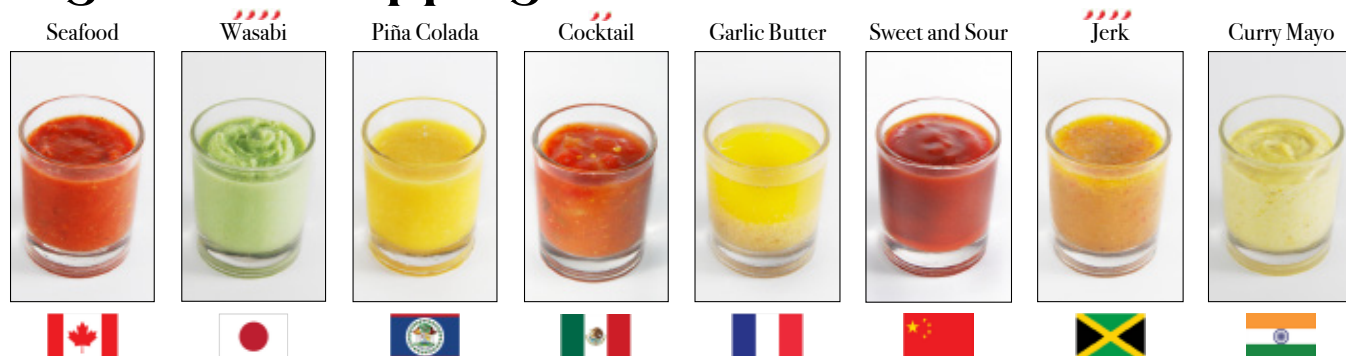 Seafood
Wasabi
Piña Colada
Cocktail
Garlic Butter
Sweet and Sour
Jerk
Curry Mayo